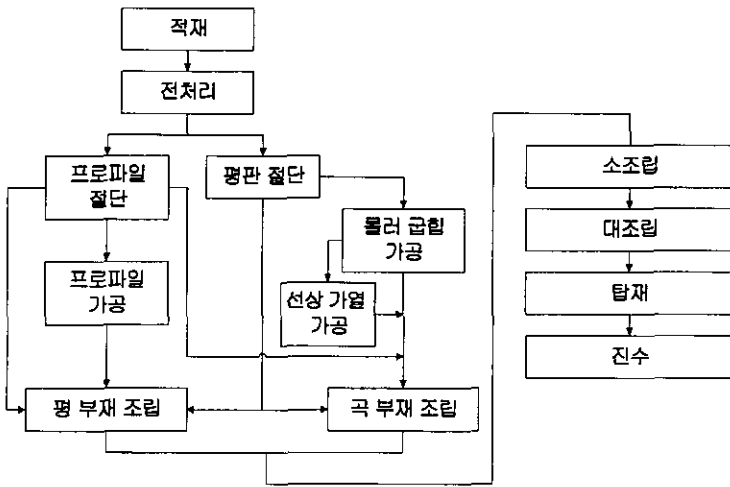 적재
전처리
프로파일
절단
평판 절단
롤러 굽힘
가공
프로파일
가공
선상 가열
가공
평 부재 조립
곡 부재 조립
소조립
대조립
탑재
진수